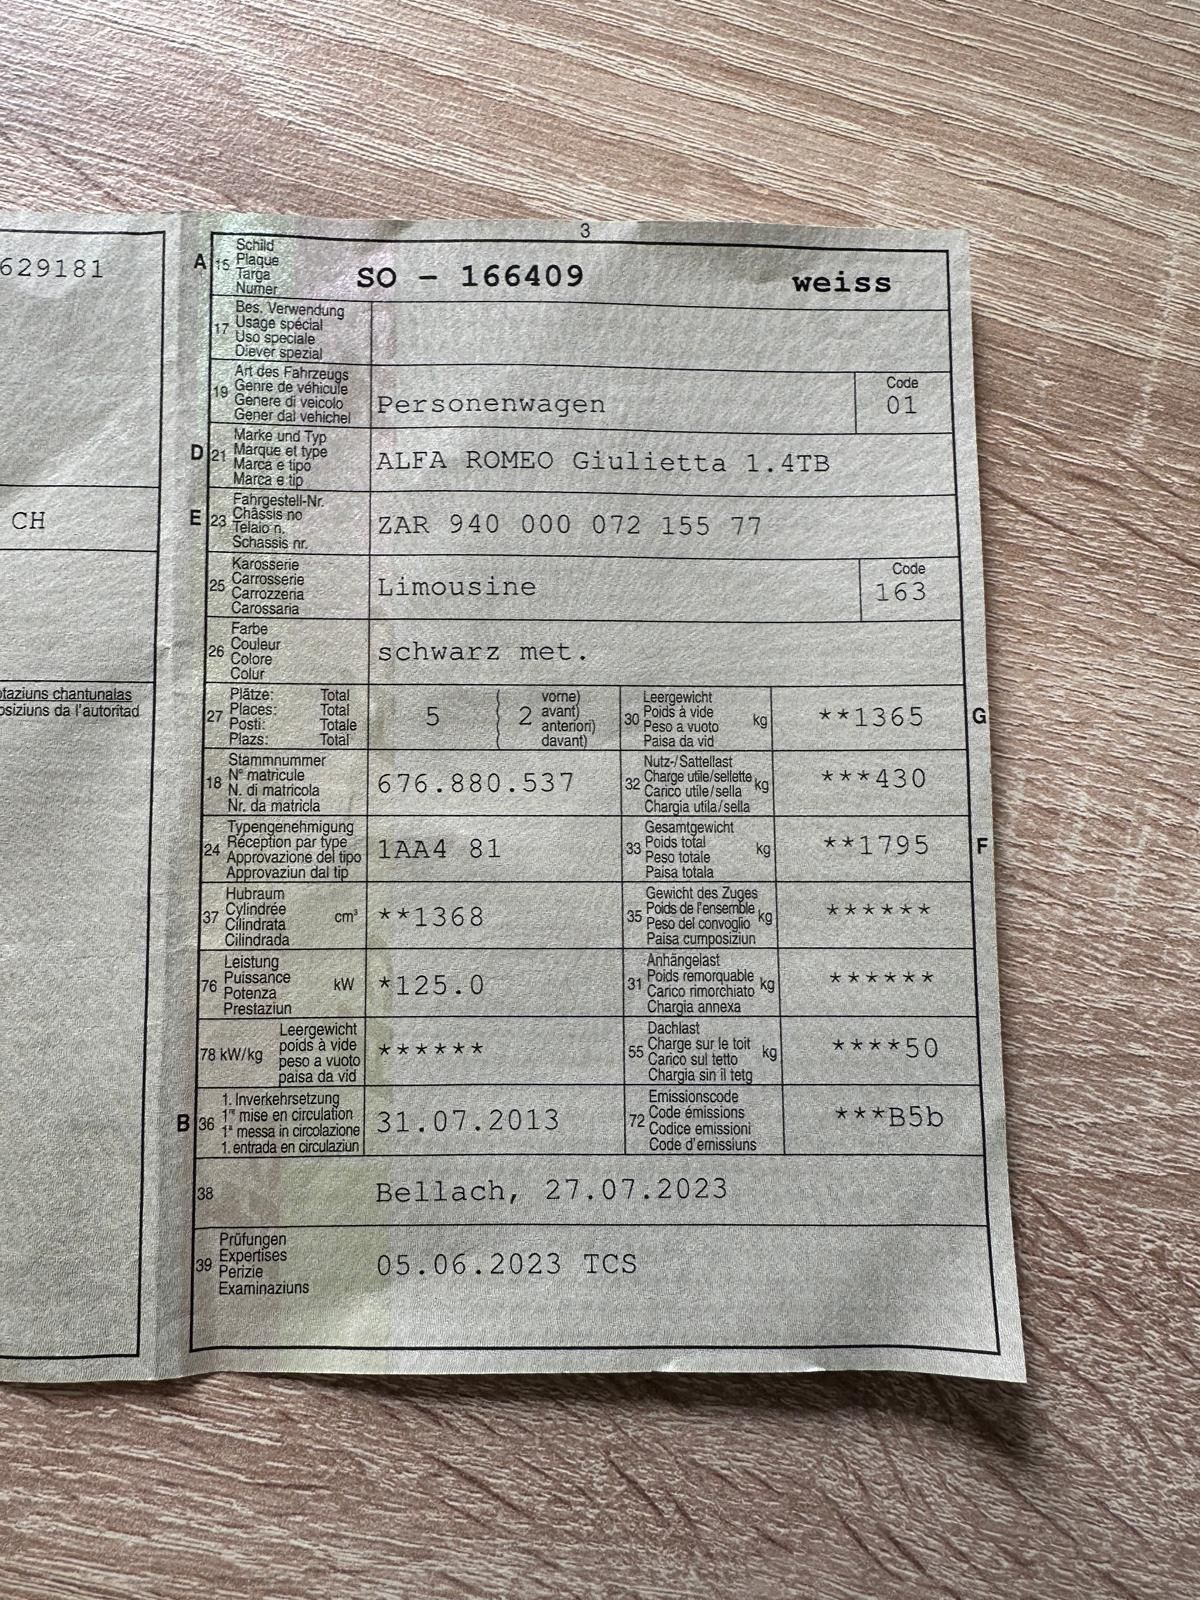 629181
CH
taziuns chantunalas
osiziuns da l'autoritad
3
A 15 Schild
Plaque
Targa
Numer
SO - 166409 weiss
17 Bes. Verwendung
Usage spécial
Uso speciale
Diever spezial
19 Art des Fahrzeugs
Genre de véhicule
Genere di veicolo
Gener dal vehichel
Personenwagen
Code
01
D 21 Marke und Typ
Marque et type
Marca e tipo
Marca e tip
ALFA ROMEO Giulietta 1.4TB
E 23 Fahrgestell-Nr.
Châssis no
Telaio n.
Schassis nr.
ZAR 940 000 072 155 77
25 Karosserie
Carrosserie
Carrozzeria
Carossaria
Limousine
Code
163
26 Farbe
Couleur
Colore
Colur
schwarz met.
27 Plätze: Total
Places: Total
Posti: Totale
Plazs: Total
5 ( 2 vorne)
avant)
anteriori)
davant)
30 Leergewicht
Poids à vide kg
Peso a vuoto
Paisa da vid
**1365 G
18 Stammnummer
N° matricule
N. di matricola
Nr. da matricla
676.880.537
32 Nutz-/Sattellast
Charge utile/sellette kg
Carico utile/sella
Chargia utila/sella
***430
24 Typengenehmigung
Réception par type
Approvazione del tipo
Approvaziun dal tip
1AA4 81
33 Gesamtgewicht
Poids total kg
Peso totale
Paisa totala
**1795 F
37 Hubraum
Cylindrée cm³
Cilindrata
Cilindrada
**1368
35 Gewicht des Zuges
Poids de l'ensemble kg
Peso del convoglio
Paisa cumposiziun
******
76 Leistung
Puissance kW
Potenza
Prestaziun
*125.0
31 Anhängelast
Poids remorquable kg
Carico rimorchiato
Chargia annexa
******
78 kW/kg Leergewicht
poids à vide
peso a vuoto
paisa da vid
******
55 Dachlast
Charge sur le toit kg
Carico sul tetto
Chargia sin il tetg
****50
B 36 1. Inverkehrsetzung
1re mise en circulation
1a messa in circolazione
1. entrada en circulaziun
31.07.2013
72 Emissionscode
Code émissions
Codice emissioni
Code d'emissiuns
***B5b
38 Bellach, 27.07.2023
39 Prüfungen
Expertises
Perizie
Examinaziuns
05.06.2023 TCS